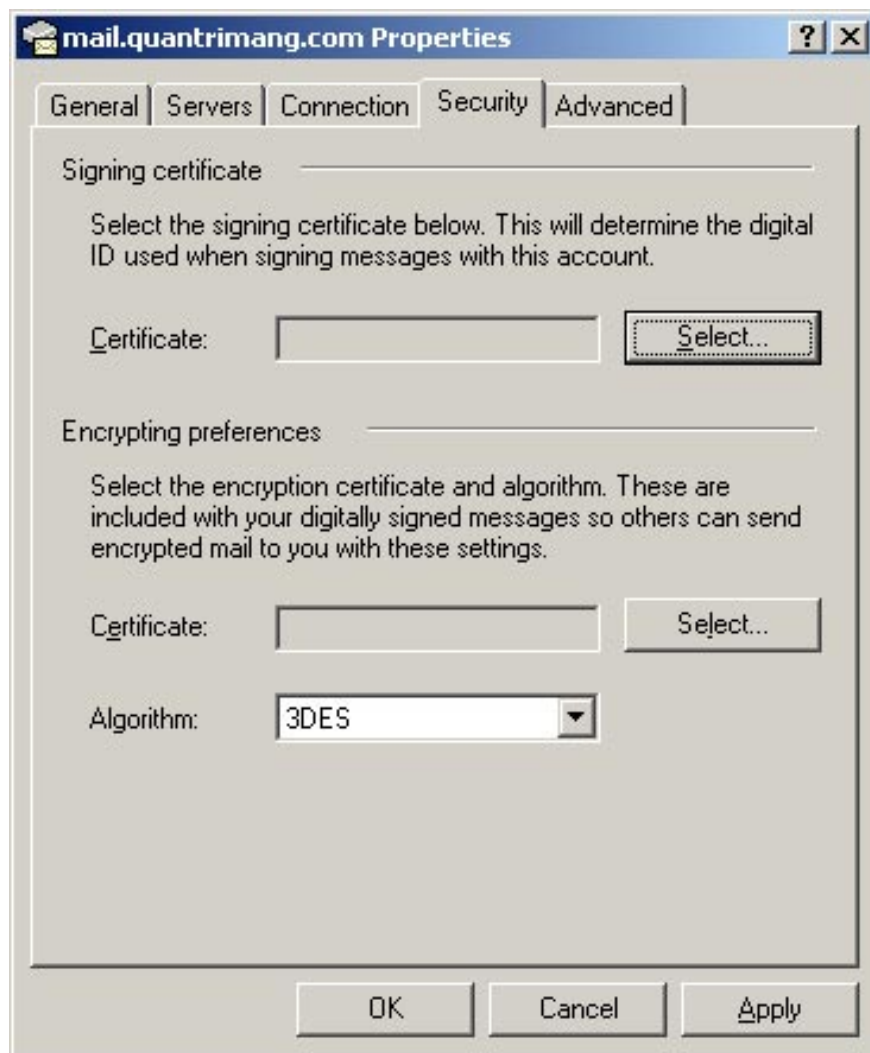 mail.quantrimang.com Properties
General Servers Connection Security Advanced
Signing certificate
Select the signing certificate below. This will determine the digital
ID used when signing messages with this account.
Certificate: Select...
Encrypting preferences
Select the encryption certificate and algorithm. These are
included with your digitally signed messages so others can send
encrypted mail to you with these settings.
Certificate: Select...
Algorithm: 3DES
OK Cancel Apply